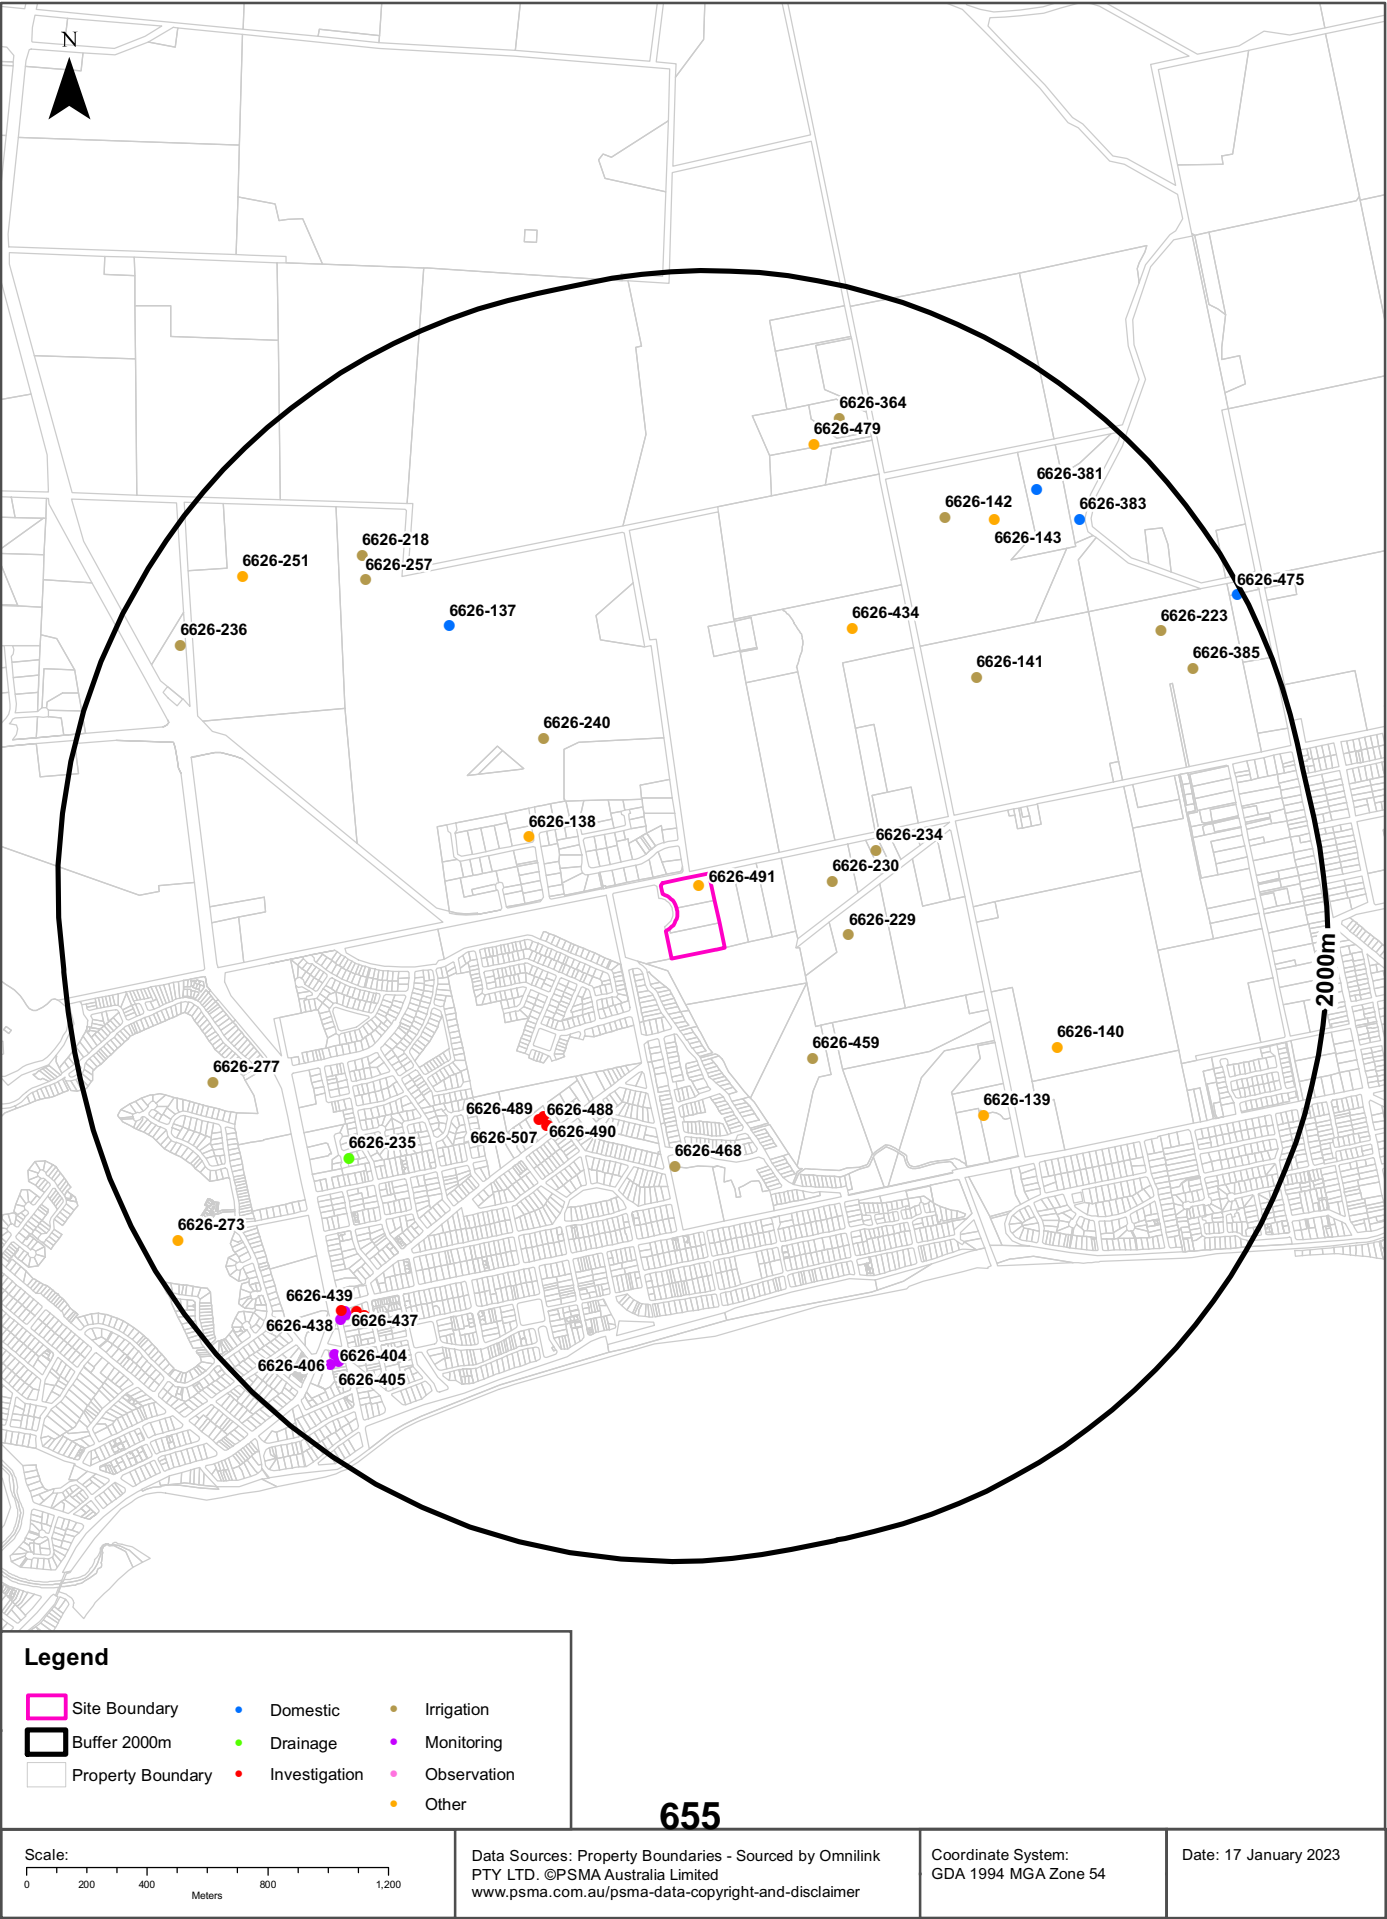 N
6626-364
6626-479
6626-381
6626-142
6626-383
6626-143
6626-218
6626-251
6626-257
6626-475
6626-137
6626-434
6626-223
6626-236
6626-385
6626-141
6626-240
6626-138
6626-234
6626-230
6626-491
6626-229
2000m
6626-140
6626-459
6626-277
6626-139
6626-489
6626-488
6626-507
6626-490
6626-235
6626-468
6626-273
6626-439
6626-438
6626-437
6626-404
6626-406
6626-405
Legend
Site Boundary
Buffer 2000m
Property Boundary
Domestic
Drainage
Investigation
Irrigation
Monitoring
Observation
Other
655
Scale:
0 200 400 800 1,200
Meters
Data Sources: Property Boundaries - Sourced by Omnilink
PTY LTD. ©PSMA Australia Limited
www.psma.com.au/psma-data-copyright-and-disclaimer
Coordinate System:
GDA 1994 MGA Zone 54
Date: 17 January 2023